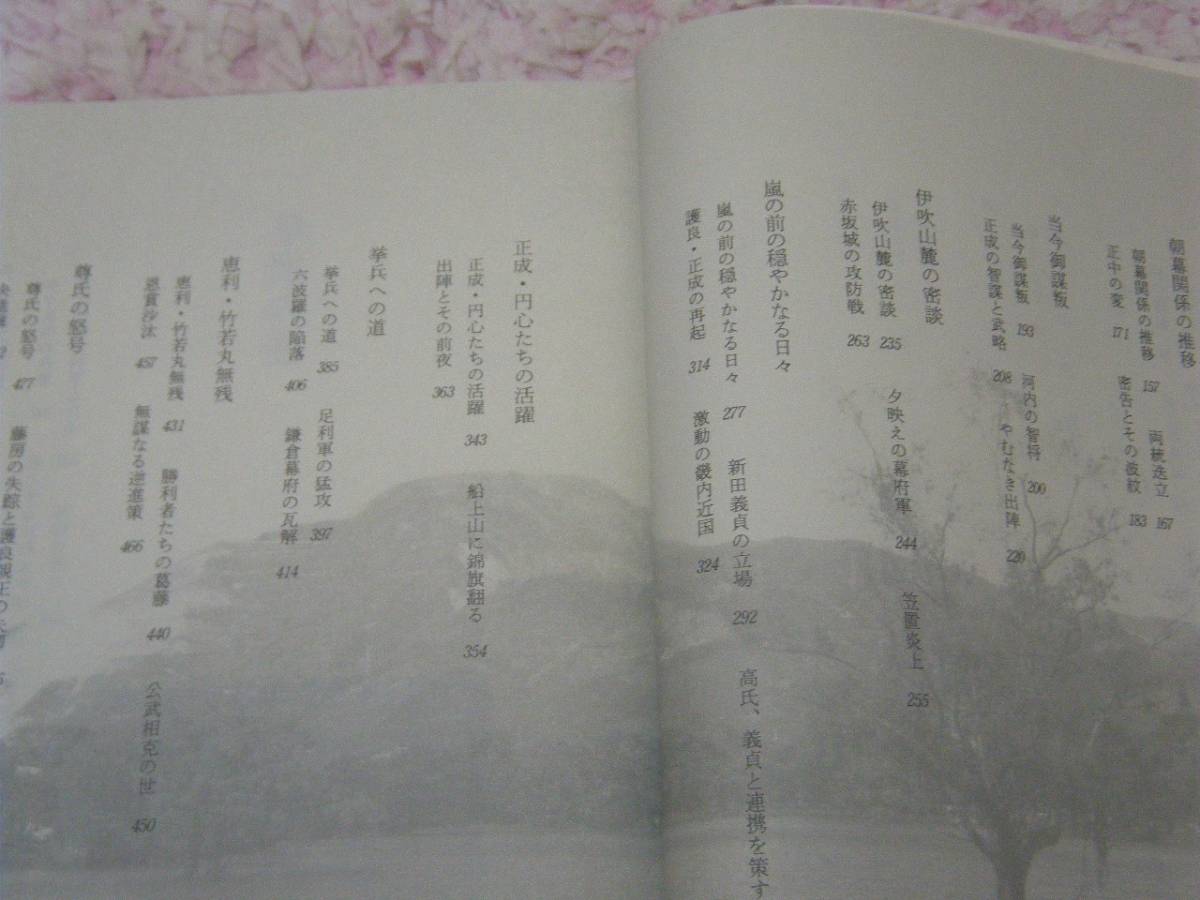 朝幕関係の推移
朝幕関係の推移 157 両統迭立 167
正中の変 171 密告とその波紋 183
当今御謀叛
当今御謀叛 193 河内の智将 200
正成の智謀と武略 208 やむなき出陣 220
伊吹山麓の密談
伊吹山麓の密談 235 夕映えの幕府軍 244 笠置炎上 255
赤坂城の攻防戦 263
嵐の前の穏やかなる日々
嵐の前の穏やかなる日々 277 新田義貞の立場 292 高氏、義貞と連携を策す
護良・正成の再起 314 激動の畿内近国 324
正成・円心たちの活躍
正成・円心たちの活躍 343 船上山に錦旗翻る 354
出陣とその前夜 363
挙兵への道
挙兵への道 385 足利軍の猛攻 397
六波羅の陥落 406 鎌倉幕府の瓦解 414
恵利・竹若丸無残
恵利・竹若丸無残 431 勝利者たちの葛藤 440 公武相克の世 450
恩賞沙汰 457 無謀なる逆進策 466
尊氏の怒号
尊氏の怒号 477 藤房の失踪と護良親王の